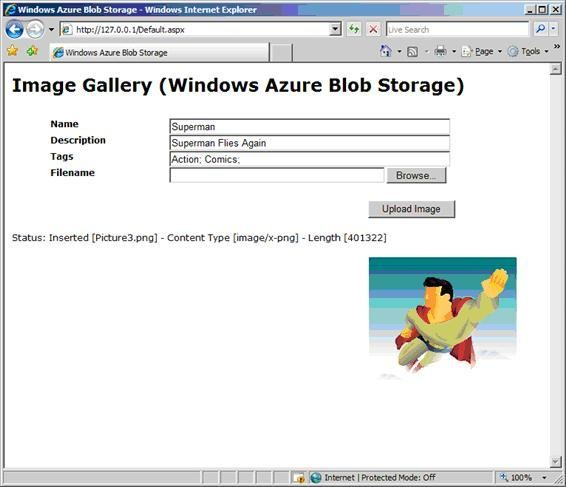 Windows Azure Blob Storage - Windows Internet Explorer
http://127.0.0.1/Default.aspx
Live Search
Windows Azure Blob Storage
Page
Tools
Image Gallery (Windows Azure Blob Storage)
Name Superman
Description Superman Flies Again
Tags Action; Comics;
Filename Browse...
Upload Image
Status: Inserted [Picture3.png] - Content Type [image/x-png] - Length [401322]
Internet | Protected Mode: Off
100%